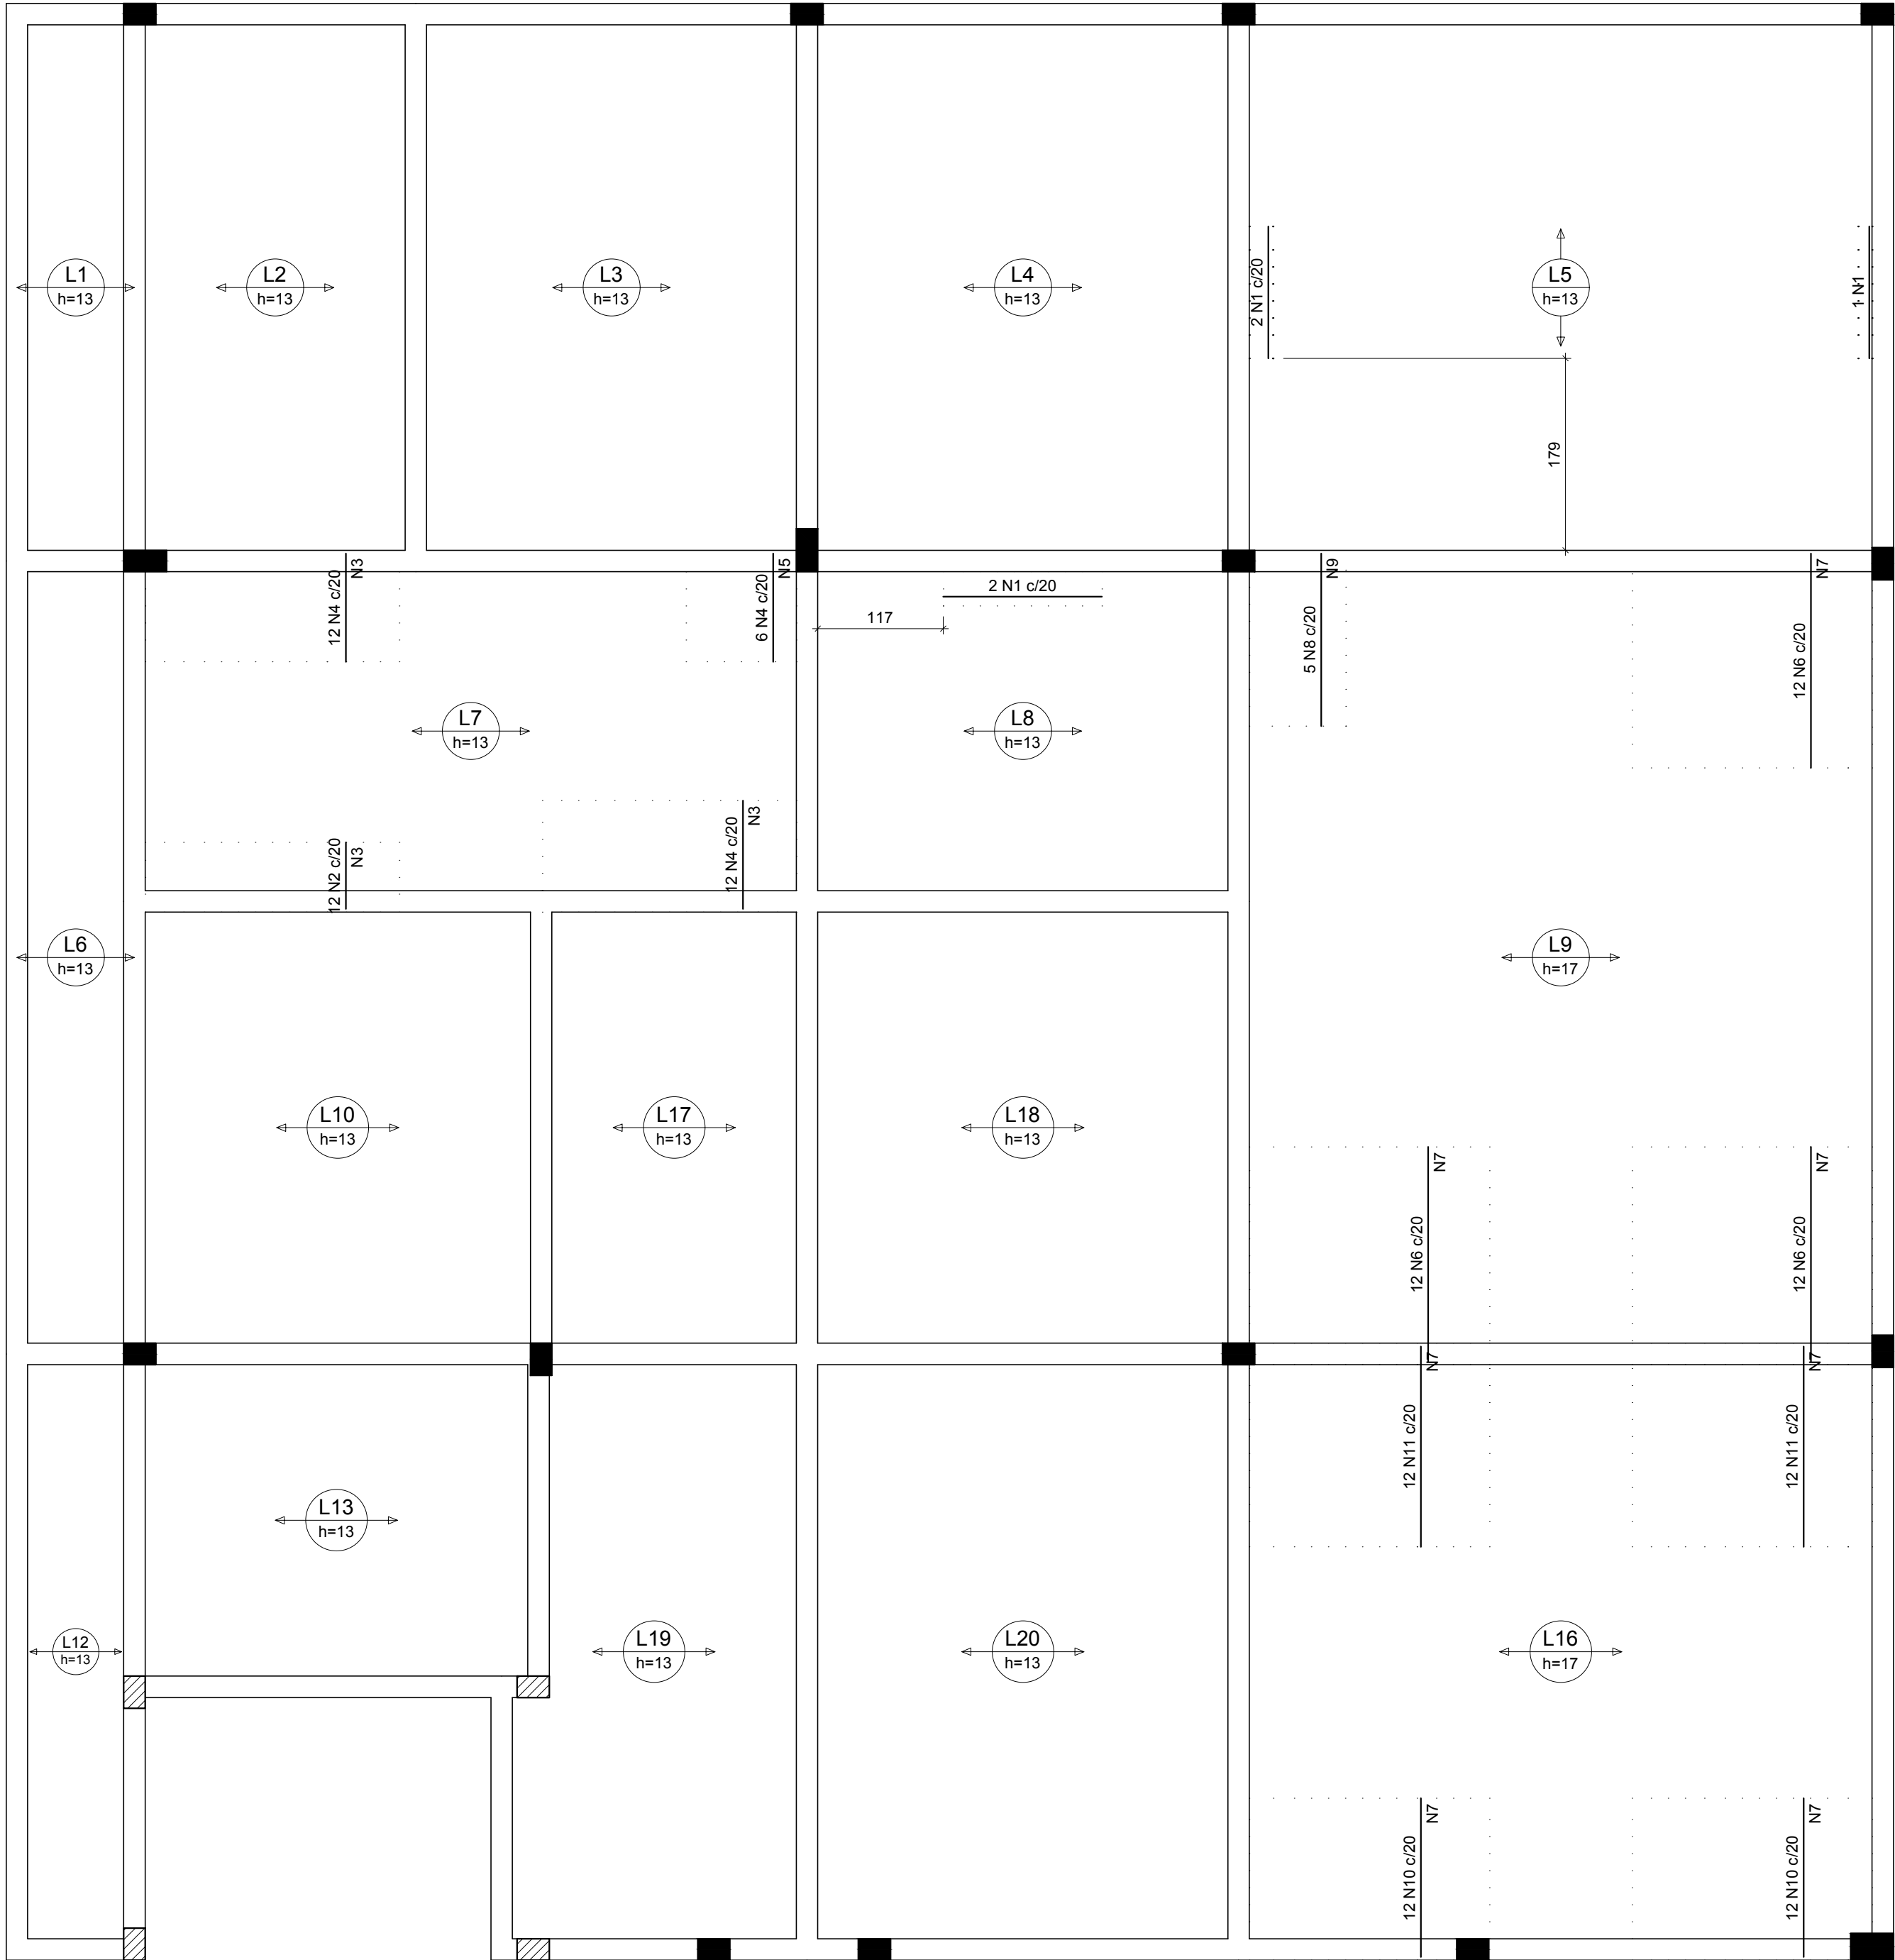 L1
h=13
L2
h=13
L3
h=13
L4
h=13
2 N1 c/20
L5
h=13
1 N1
179
12 N4 c/20
N3
6 N4 c/20
N5
2 N1 c/20
117
5 N8 c/20
N9
12 N6 c/20
N7
L7
h=13
L8
h=13
12 N2 c/20
N3
12 N4 c/20
N3
L6
h=13
L9
h=17
L10
h=13
L17
h=13
L18
h=13
12 N6 c/20
N7
12 N6 c/20
N7
12 N11 c/20
N7
12 N11 c/20
N7
L13
h=13
L12
h=13
L19
h=13
L20
h=13
L16
h=17
12 N10 c/20
N7
12 N10 c/20
N7